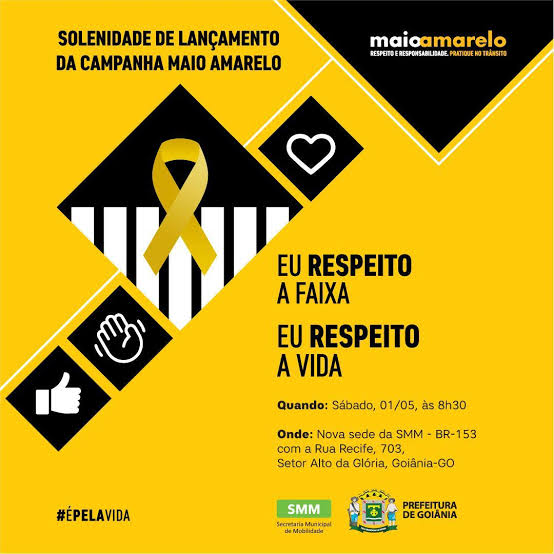 SOLENIDADE DE LANÇAMENTO
DA CAMPANHA MAIO AMARELO
maioamarelo
RESPEITO E RESPONSABILIDADE. PRATIQUE NO TRÂNSITO
EU RESPEITO
A FAIXA
EU RESPEITO
A VIDA
Quando: Sábado, 01/05, às 8h30
Onde: Nova sede da SMM - BR-153
com a Rua Recife, 703,
Setor Alto da Glória, Goiânia-GO
#ÉPELAVIDA
SMM
Secretaria Municipal
de Mobilidade
PREFEITURA
DE GOIÂNIA